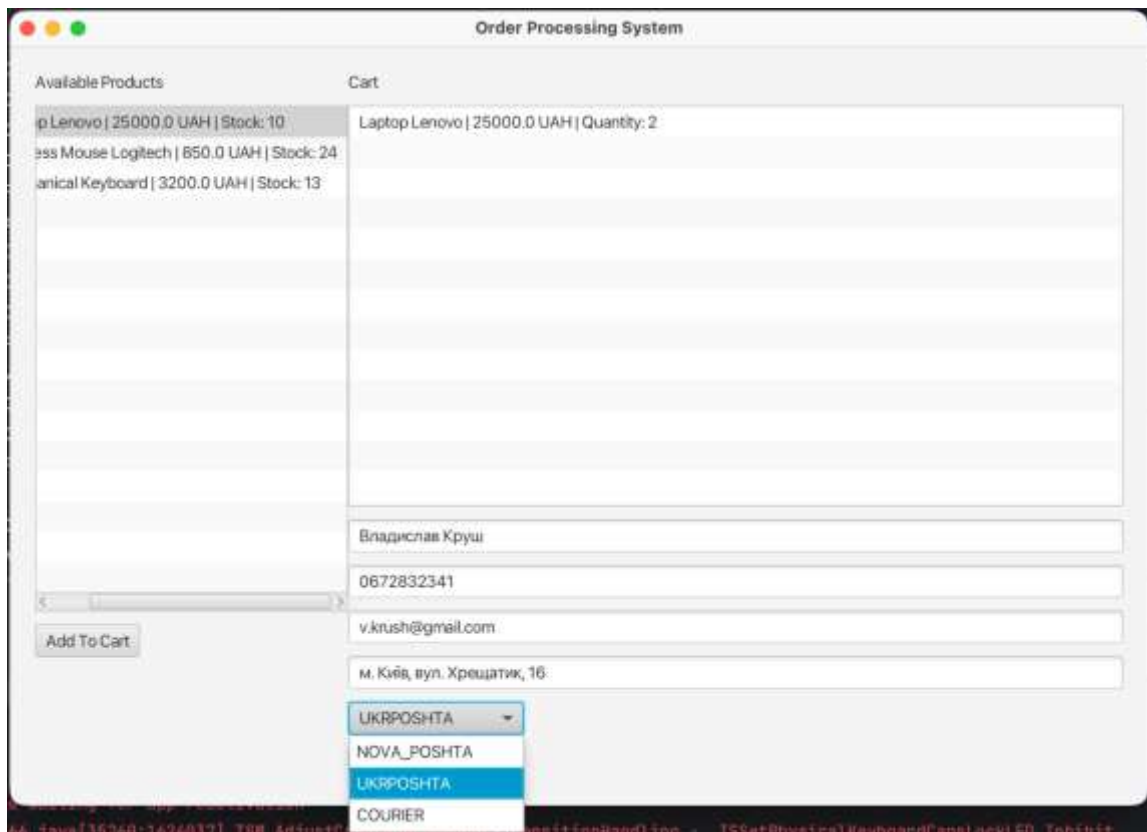 Order Processing System
Available Products
Cart
p Lenovo | 25000.0 UAH | Stock: 10
ess Mouse Logitech | 850.0 UAH | Stock: 24
anical Keyboard | 3200.0 UAH | Stock: 13
Laptop Lenovo | 25000.0 UAH | Quantity: 2
Владислав Круш
0672832341
v.krush@gmail.com
м. Київ, вул. Хрещатик, 16
Add To Cart
UKRPOSHTA
NOVA_POSHTA
UKRPOSHTA
COURIER